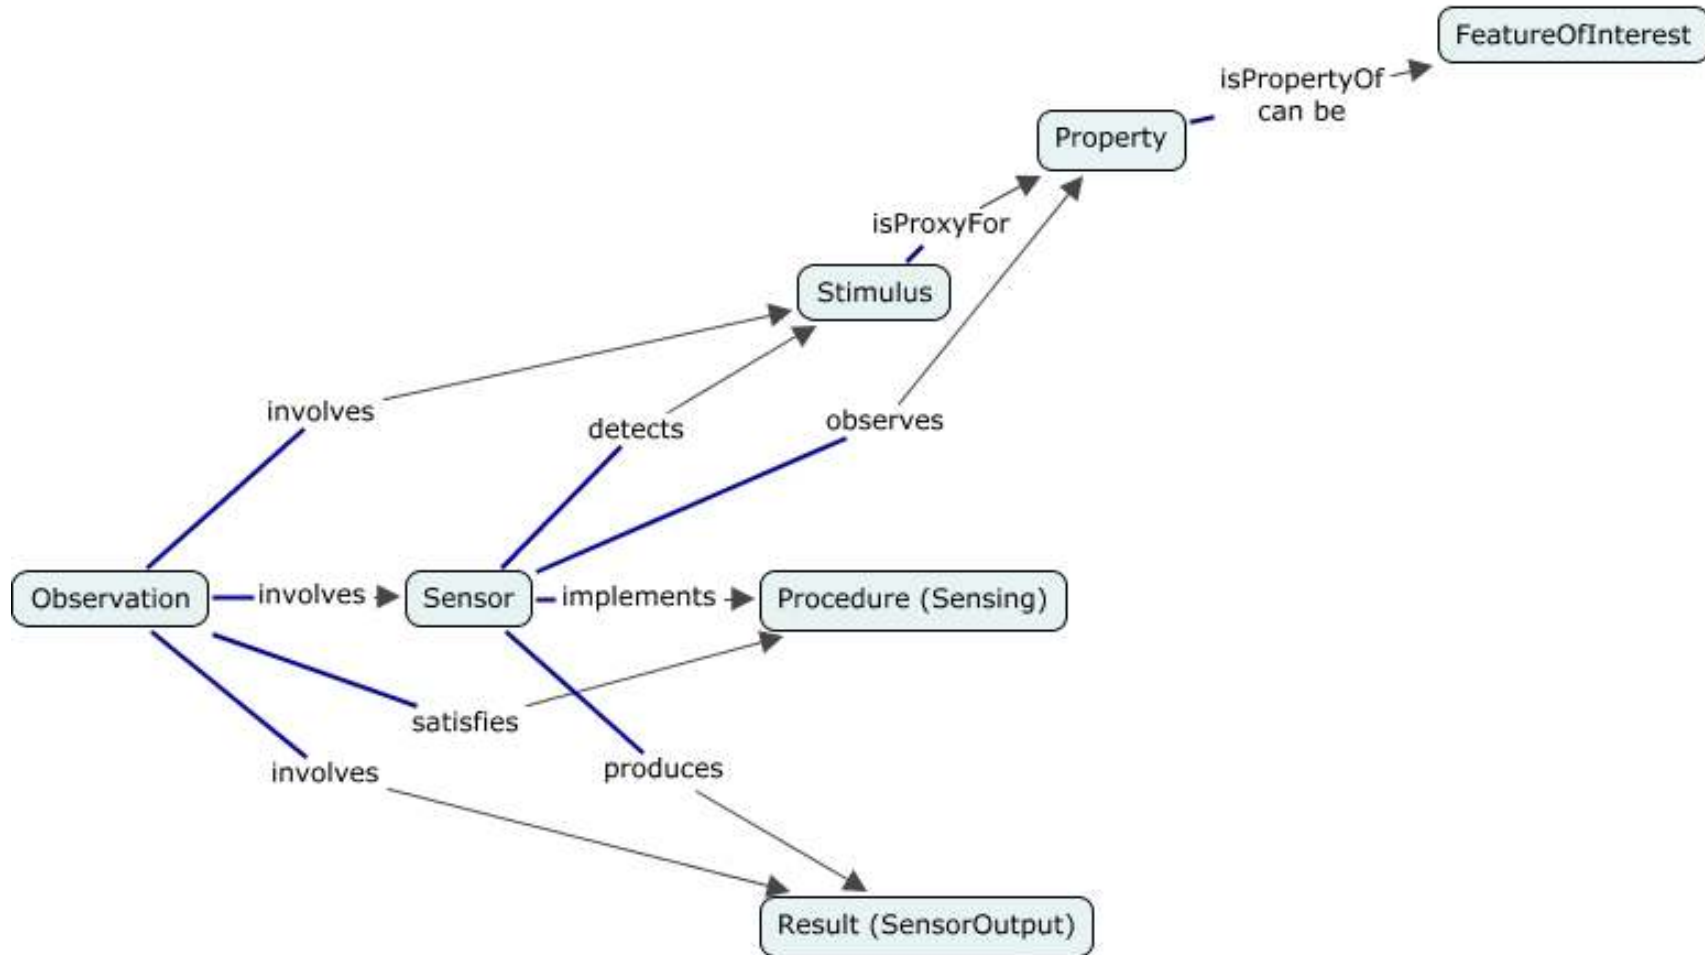 FeatureOfInterest
isPropertyOf
can be
Property
isProxyFor
Stimulus
involves
detects
observes
Observation
involves
Sensor
implements
Procedure (Sensing)
satisfies
involves
produces
Result (SensorOutput)